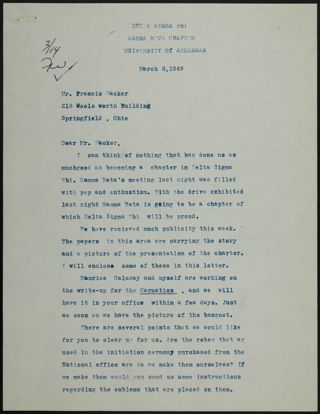 DELTA SIGMA PHI
GAMMA BETA CHAPTER
UNIVERSITY OF ARKANSAS
3/14
March 8, 1949
Mr. Francis Wacker
218 Wooln worth Building
Springfield , Ohio
Dear Mr. Wacker,
I can think of nothing that has done us as
muchgood as becoming a chapter in Delta Sigma
Phi. Gamma Beta's meeting last night was filled
with pep and enthustism. With the drive exhibited
last night Gamma Beta is going to be a chapter of
which Delta Sigma Phi will be proud.
We have recieved much publicity this week.
The papers in this area are carrying the story
and a picture of the presentation of the charter.
I will enclose some of these in this letter.
Maurice Galaway and myself are working on
the write-up for the Carnation , and we will
have it in your office within a few days. Just
as soon as we have the picture of the banquet.
There are several points that we would like
for you to clear up for us. Are the robes that ar
used in the initiation cermony purchased from the
National office are do we make them ourselves? If
we make them would you send us some instructions
regarding the emblems that are placed on them.